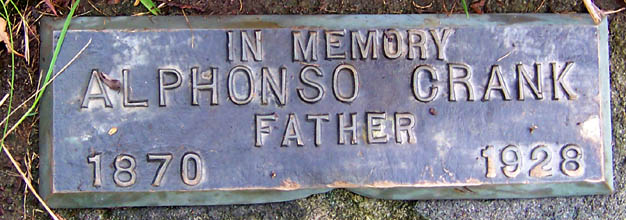 IN MEMORY
ALPHONSO CRANK
FATHER
1870 1928